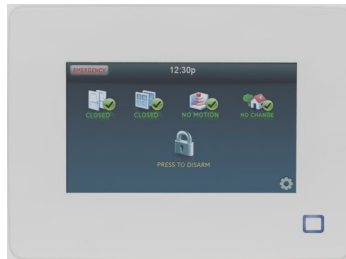 EMERGENCY
12:30p
CLOSED
CLOSED
NO MOTION
NO CHANGE
PRESS TO DISARM